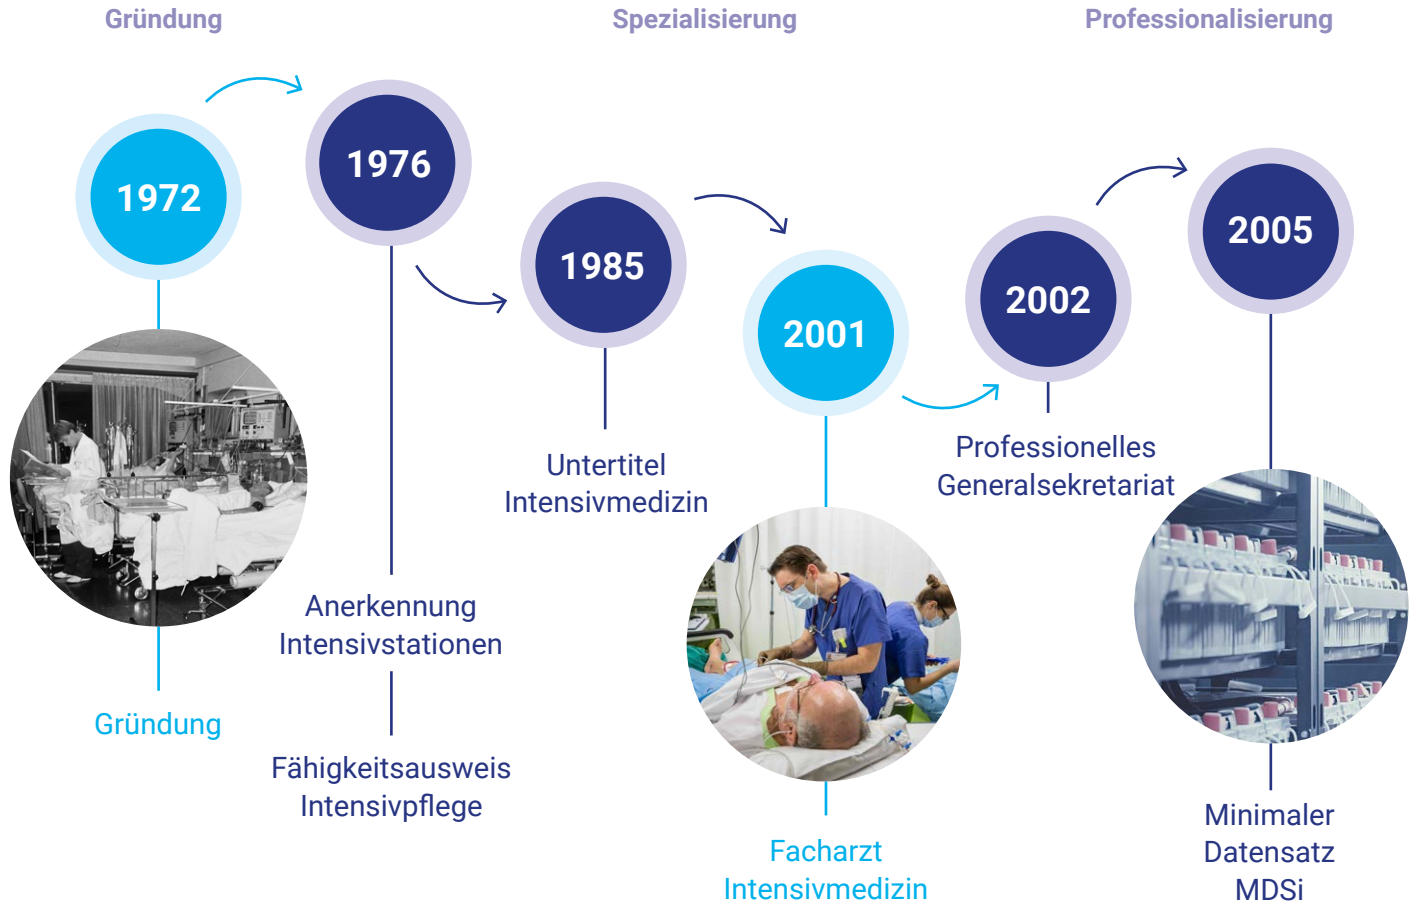 Gründung
Spezialisierung
Professionalisierung
1972
Gründung
1976
Anerkennung
Intensivstationen
Fähigkeitsausweis
Intensivpflege
1985
Untertitel
Intensivmedizin
2001
Facharzt
Intensivmedizin
2002
Professionelles
Generalsekretariat
2005
Minimaler
Datensatz
MDSi